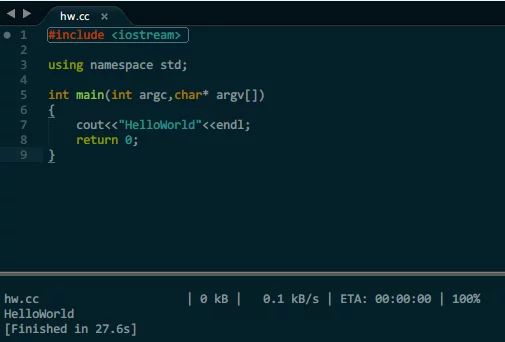 hw.cc ×
1 #include <iostream>
2
3 using namespace std;
4
5 int main(int argc,char* argv[])
6 {
7     cout<<"HelloWorld"<<endl;
8     return 0;
9 }
hw.cc | 0 kB | 0.1 kB/s | ETA: 00:00:00 | 100%
HelloWorld
[Finished in 27.6s]